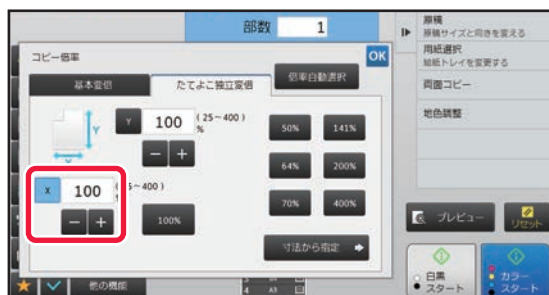 部数 1
コピー倍率
OK
基本変倍
たてよこ独立変倍
倍率自動選択
Y
Y 100 (25~400)
%
X
X 100 5~400)
50% 141%
64% 200%
70% 400%
100%
寸法から指定
原稿
原稿サイズと向きを変える
用紙選択
給紙トレイを変更する
両面コピー
地色調整
プレビュー
リセット
白黒
スタート
カラー
スタート
他の機能
4 A3